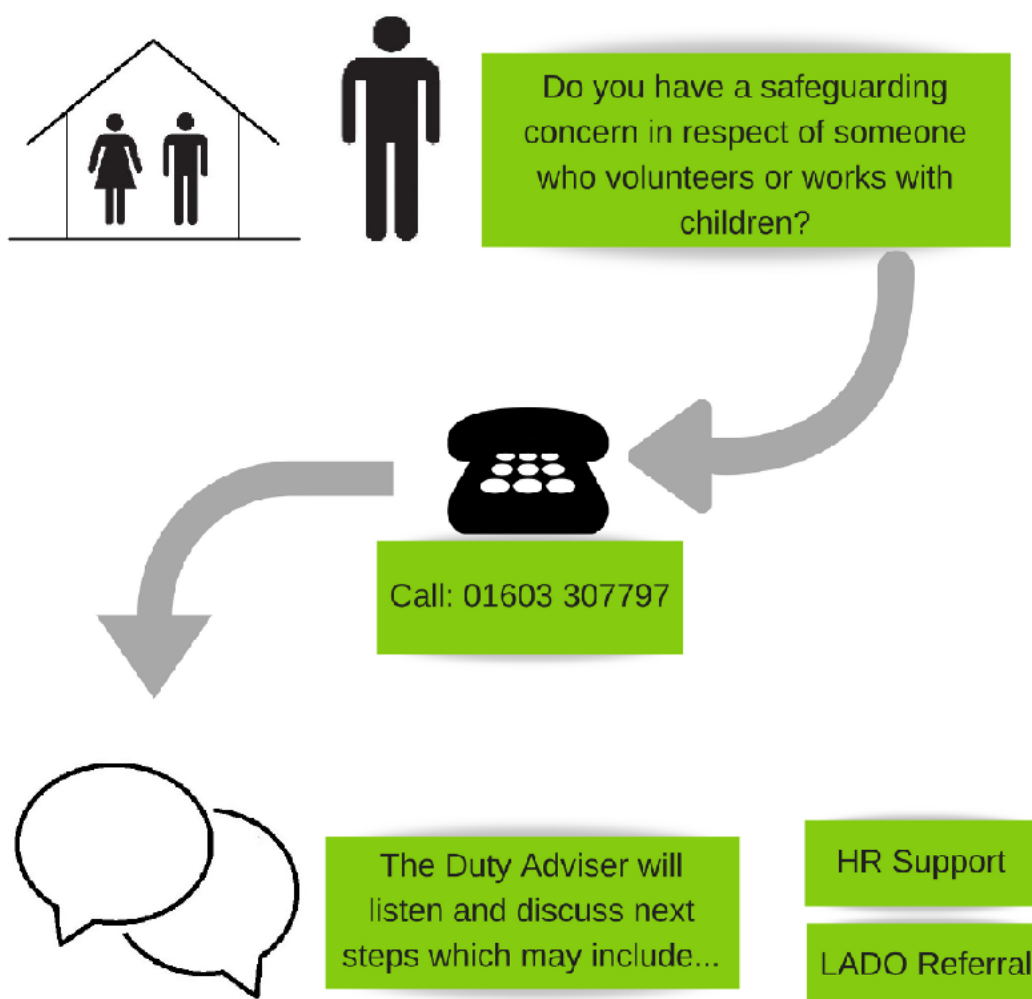 Do you have a safeguarding
concern in respect of someone
who volunteers or works with
children?
Call: 01603 307797
The Duty Adviser will
listen and discuss next
steps which may include...
HR Support
LADO Referral